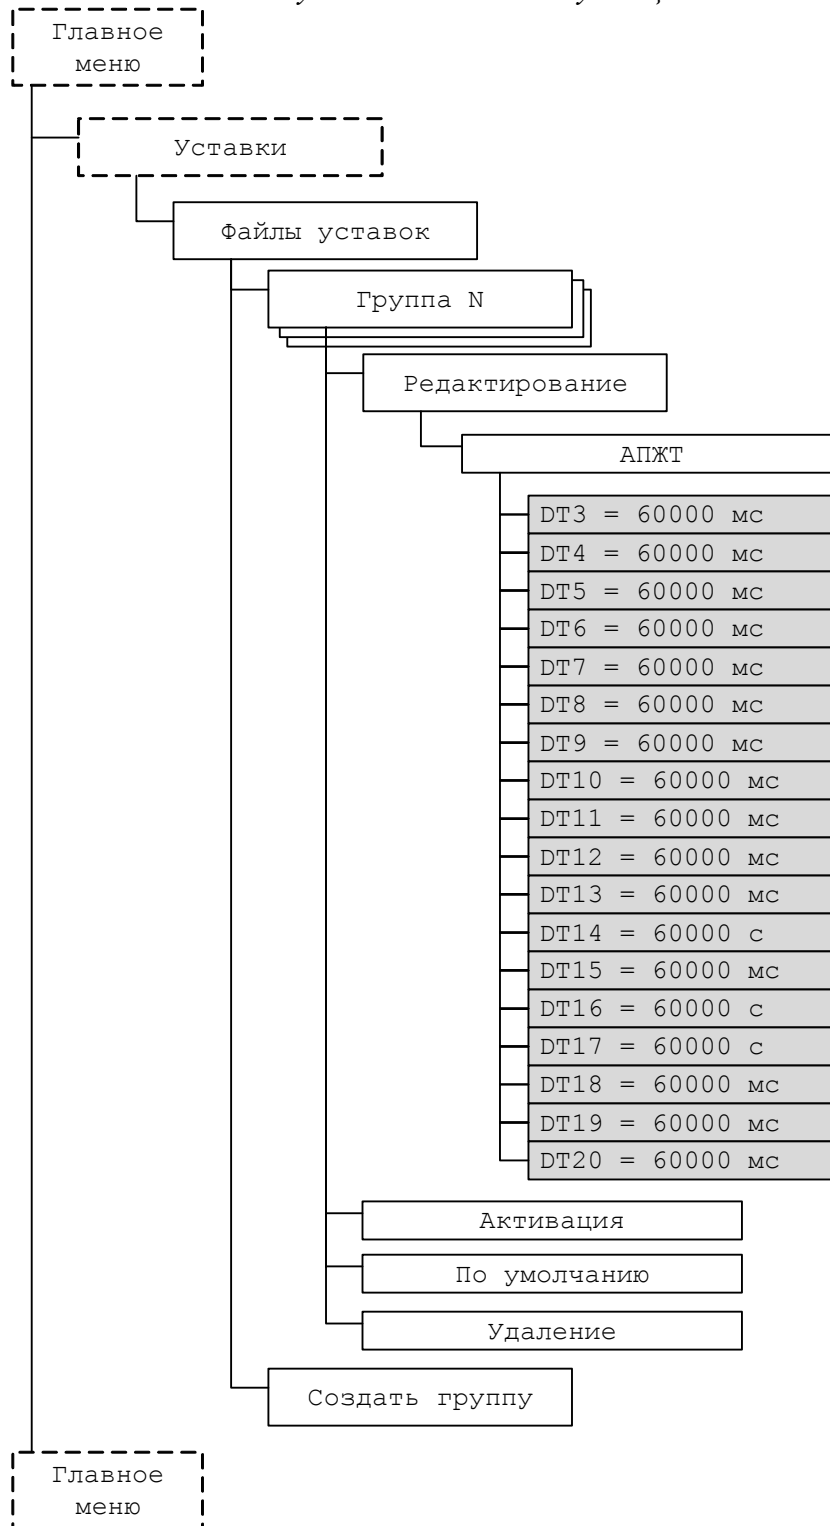 Главное
меню
Уставки
Файлы уставок
Группа N
Редактирование
АПЖТ
DT3 = 60000 мс
DT4 = 60000 мс
DT5 = 60000 мс
DT6 = 60000 мс
DT7 = 60000 мс
DT8 = 60000 мс
DT9 = 60000 мс
DT10 = 60000 мс
DT11 = 60000 мс
DT12 = 60000 мс
DT13 = 60000 мс
DT14 = 60000 с
DT15 = 60000 мс
DT16 = 60000 с
DT17 = 60000 с
DT18 = 60000 мс
DT19 = 60000 мс
DT20 = 60000 мс
Активация
По умолчанию
Удаление
Создать группу
Главное
меню